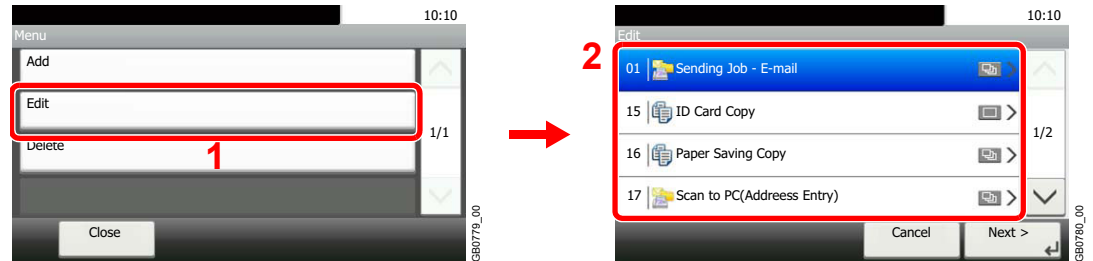 10:10
Menu
Add
Edit
1/1
Delete
1
Close
GB0779_00
10:10
Edit
2
01 Sending Job - E-mail
15 ID Card Copy
1/2
16 Paper Saving Copy
17 Scan to PC(Addreess Entry)
Cancel
Next >
GB0780_00